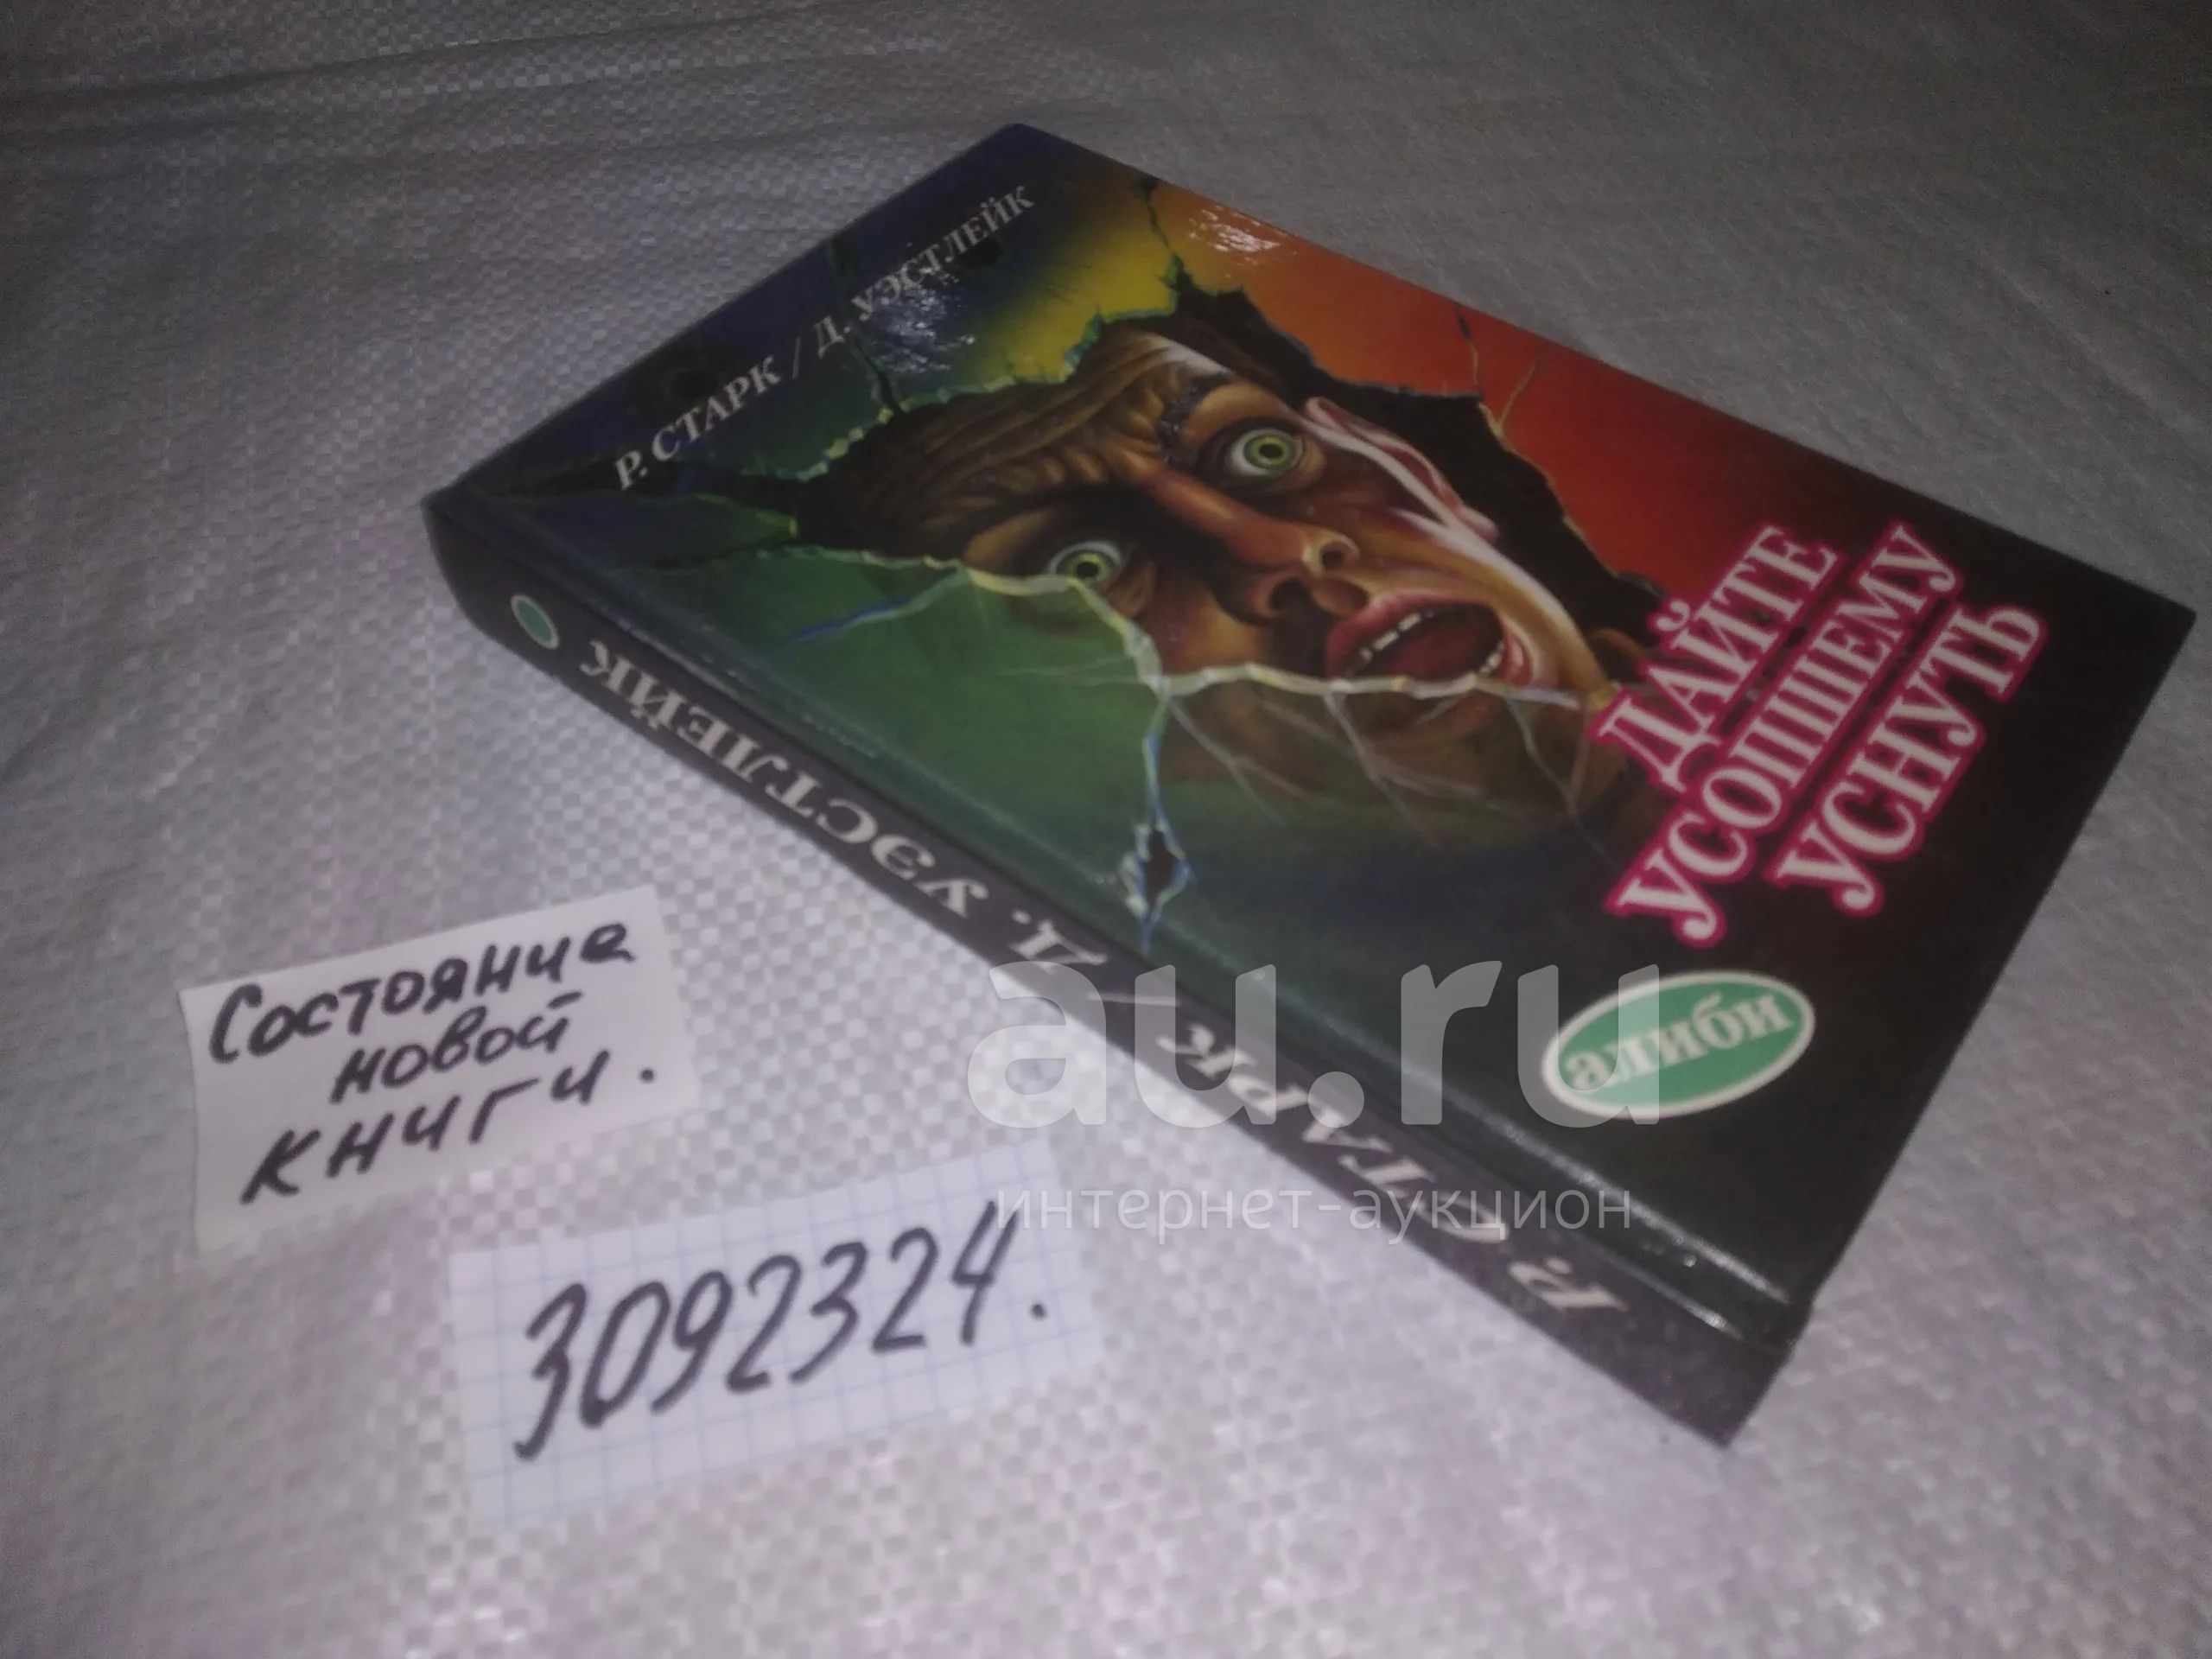 Р. СТАРК / Д. УЭСТЛЕЙК
ДАЙТЕ
УСОПШЕМУ
УСНУТЬ
алиби
Р. СТАРК / Д. УЭСТЛЕЙК
Состояние
новой
книги.
3092324.
au.ru
интернет-аукцион